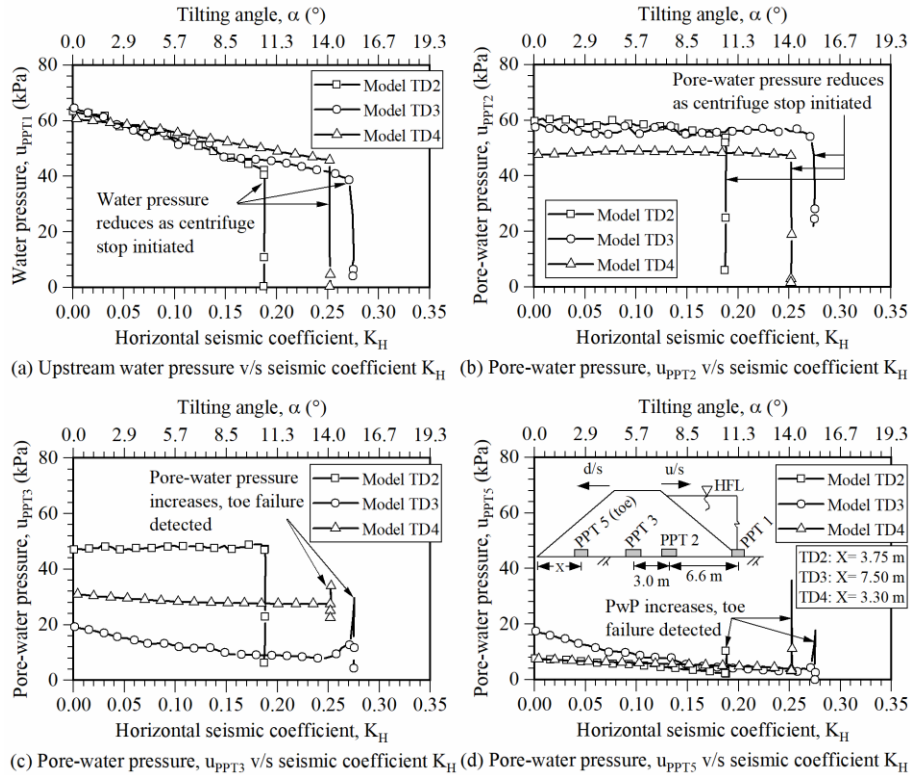 Tilting angle, α (°)
0.0 2.9 5.7 8.5 11.3 14.0 16.7 19.3
80
60
40
20
0
Water pressure, uPPT1 (kPa)
Model TD2
Model TD3
Model TD4
Water pressure
reduces as centrifuge
stop initiated
0.00 0.05 0.10 0.15 0.20 0.25 0.30 0.35
Horizontal seismic coefficient, KH
(a) Upstream water pressure v/s seismic coefficient KH
Tilting angle, α (°)
0.0 2.9 5.7 8.5 11.3 14.0 16.7 19.3
80
60
40
20
0
Pore-water pressure, uPPT2 (kPa)
Pore-water pressure reduces
as centrifuge stop initiated
Model TD2
Model TD3
Model TD4
0.00 0.05 0.10 0.15 0.20 0.25 0.30 0.35
Horizontal seismic coefficient, KH
(b) Pore-water pressure, uPPT2 v/s seismic coefficient KH
Tilting angle, α (°)
0.0 2.9 5.7 8.5 11.3 14.0 16.7 19.3
80
60
40
20
0
Pore-water pressure, uPPT3 (kPa)
Pore-water pressure
increases, toe failure
detected
Model TD2
Model TD3
Model TD4
0.00 0.05 0.10 0.15 0.20 0.25 0.30 0.35
Horizontal seismic coefficient, KH
(c) Pore-water pressure, uPPT3 v/s seismic coefficient KH
Tilting angle, α (°)
0.0 2.9 5.7 8.5 11.3 14.0 16.7 19.3
80
60
40
20
0
Pore-water pressure, uPPT5 (kPa)
d/s
u/s
HFL
Model TD2
Model TD3
Model TD4
PPT 5 (toe)
PPT 3
PPT 2
PPT 1
X
3.0 m
6.6 m
TD2: X= 3.75 m
TD3: X= 7.50 m
TD4: X= 3.30 m
PwP increases, toe
failure detected
0.00 0.05 0.10 0.15 0.20 0.25 0.30 0.35
Horizontal seismic coefficient, KH
(d) Pore-water pressure, uPPT5 v/s seismic coefficient KH